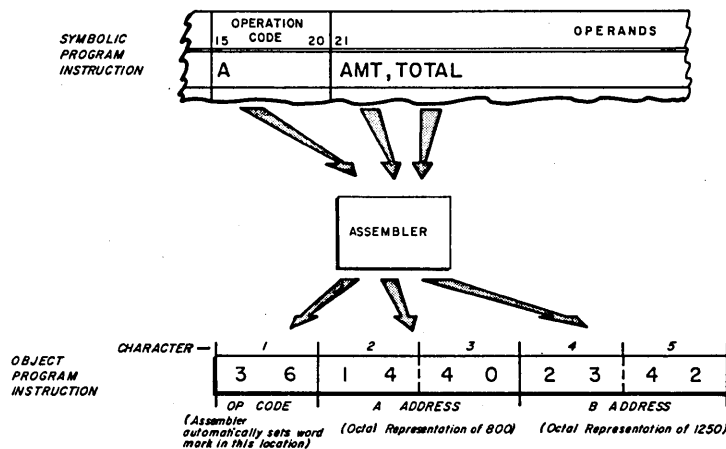 OPERATION
CODE
15 20 21 OPERANDS
SYMBOLIC
PROGRAM
INSTRUCTION
A AMT,TOTAL
ASSEMBLER
CHARACTER — 1 2 3 4 5
OBJECT
PROGRAM
INSTRUCTION
3 6 1 4 4 0 2 3 4 2
OP CODE A ADDRESS B ADDRESS
(Assembler
automatically sets word
mark in this location)
(Octal Representation of 800) (Octal Representation of 1250)